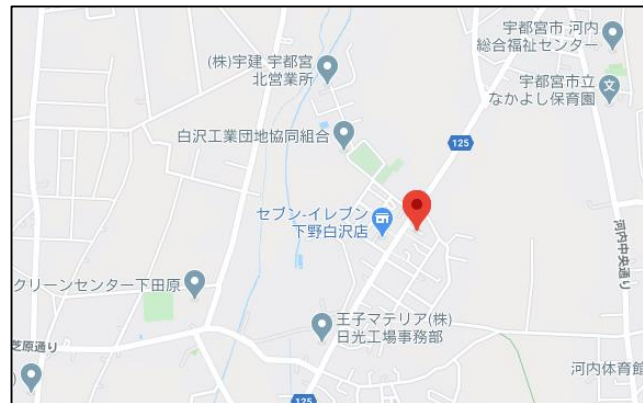 宇都宮市 河内
総合福祉センター
(株)宇建 宇都宮
北営業所
宇都宮市立
なかよし保育園
文
白沢工業団地協同組合
125
125
セブン-イレブン
下野白沢店
クリーンセンター下田原
河内中央通り
王子マテリア(株)
日光工場事務部
芝原通り
河内体育館
125